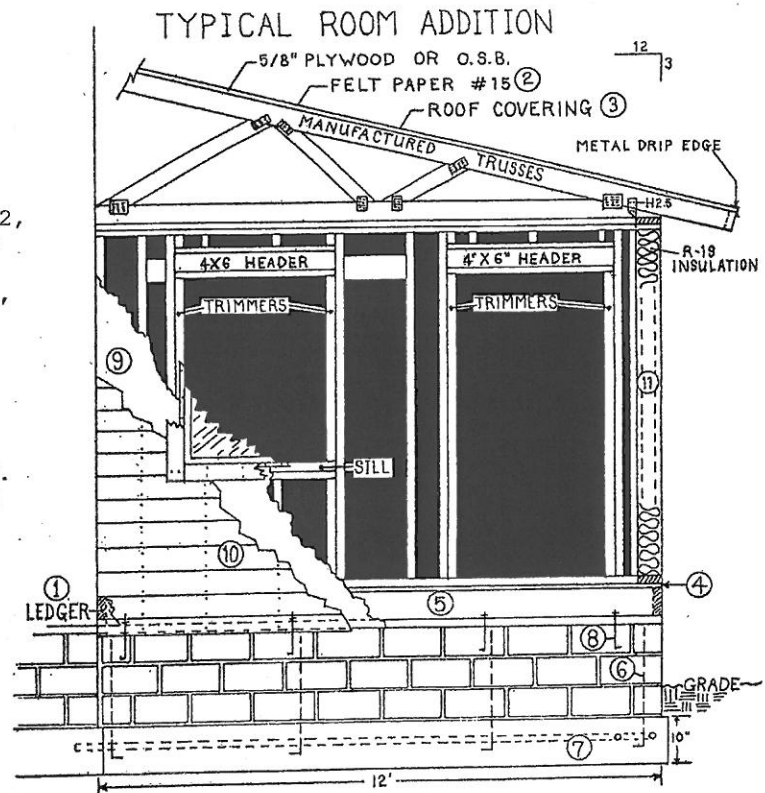 TYPICAL ROOM ADDITION
5/8" PLYWOOD OR O.S.B.
12
3
FELT PAPER #15 ②
ROOF COVERING ③
MANUFACTURED TRUSSES
METAL DRIP EDGE
2,
H2.5
R-19
INSULATION
4X6 HEADER
4"X 6" HEADER
,
TRIMMERS
TRIMMERS
⑨
⑪
.
SILL
⑩
①
LEDGER
④
⑤
⑧
⑥
GRADE
⑦
10"
12'